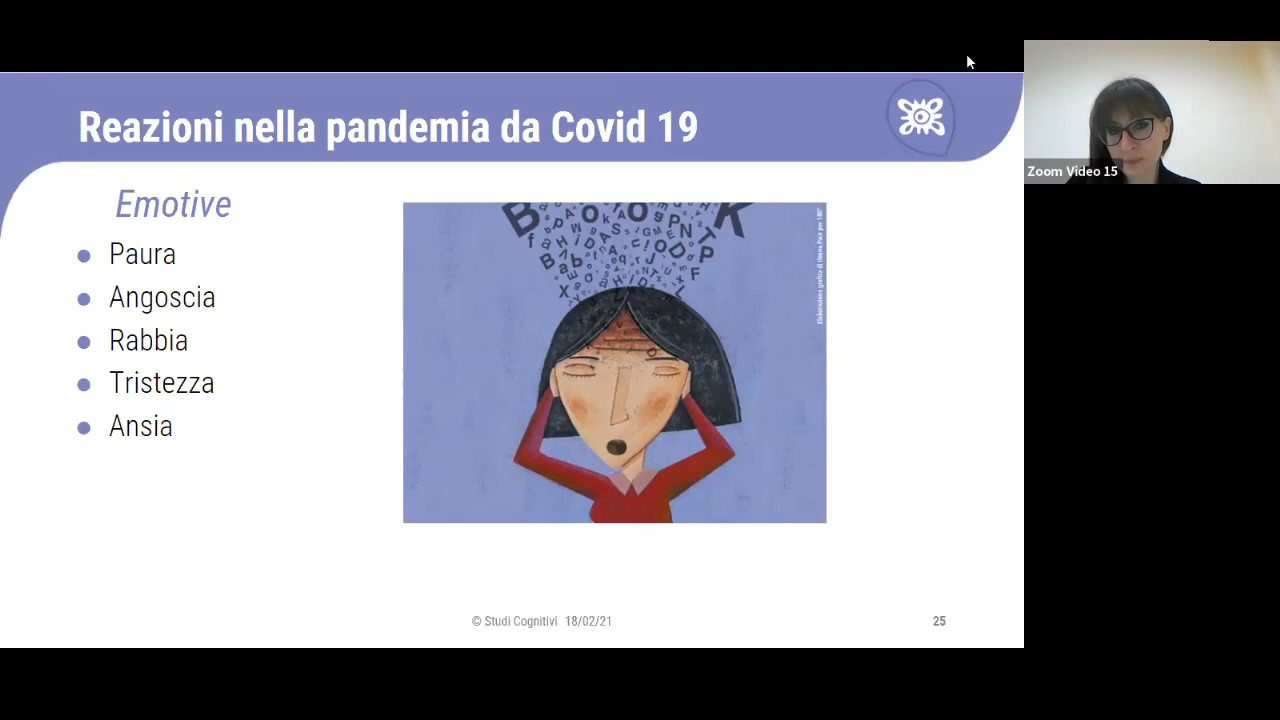 Reazioni nella pandemia da Covid 19
Zoom Video 15
Emotive
Paura
Angoscia
Rabbia
Tristezza
Ansia
© Studi Cognitivi 18/02/21
25